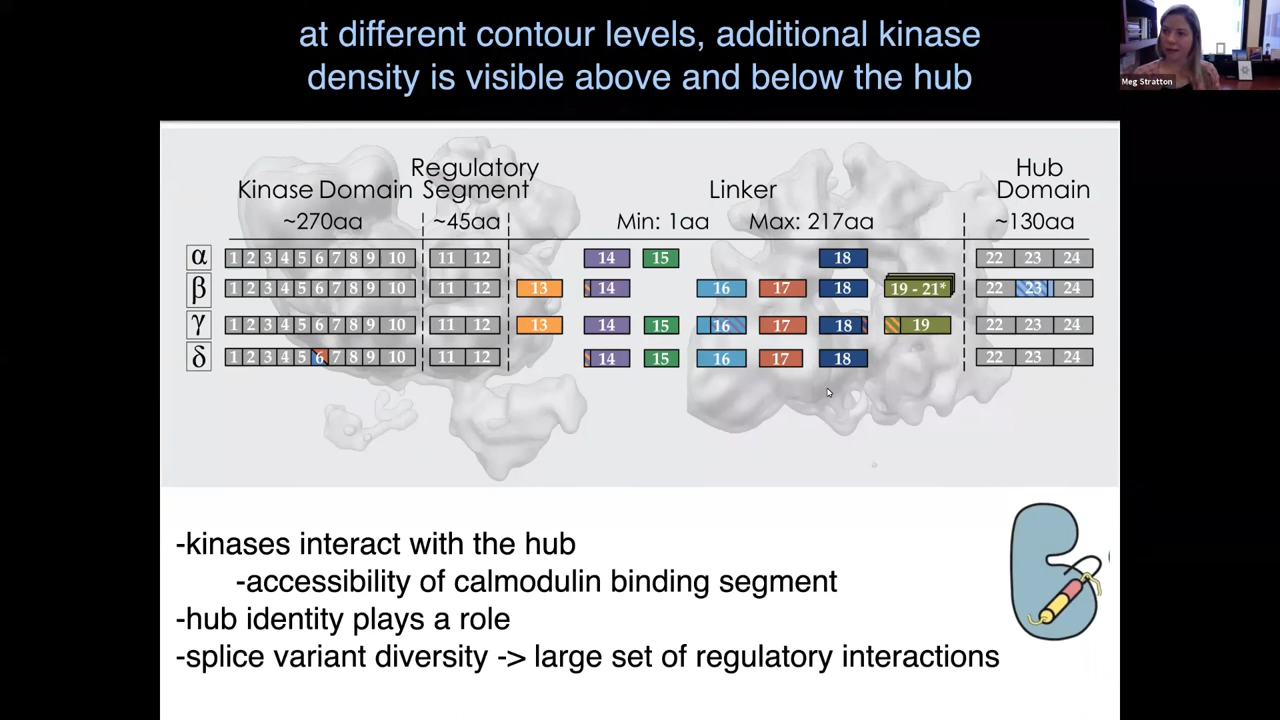 at different contour levels, additional kinase
density is visible above and below the hub
Meg Stratton
Kinase Domain Regulatory Segment Linker Hub Domain
~270aa ~45aa Min: 1aa Max: 217aa ~130aa
α 1 2 3 4 5 6 7 8 9 10 11 12 14 15 18 22 23 24
β 1 2 3 4 5 6 7 8 9 10 11 12 13 14 16 17 18 19 - 21* 22 23 24
γ 1 2 3 4 5 6 7 8 9 10 11 12 13 14 15 16 17 18 19 22 23 24
δ 1 2 3 4 5 6 7 8 9 10 11 12 14 15 16 17 18 22 23 24
-kinases interact with the hub
-accessibility of calmodulin binding segment
-hub identity plays a role
-splice variant diversity -> large set of regulatory interactions